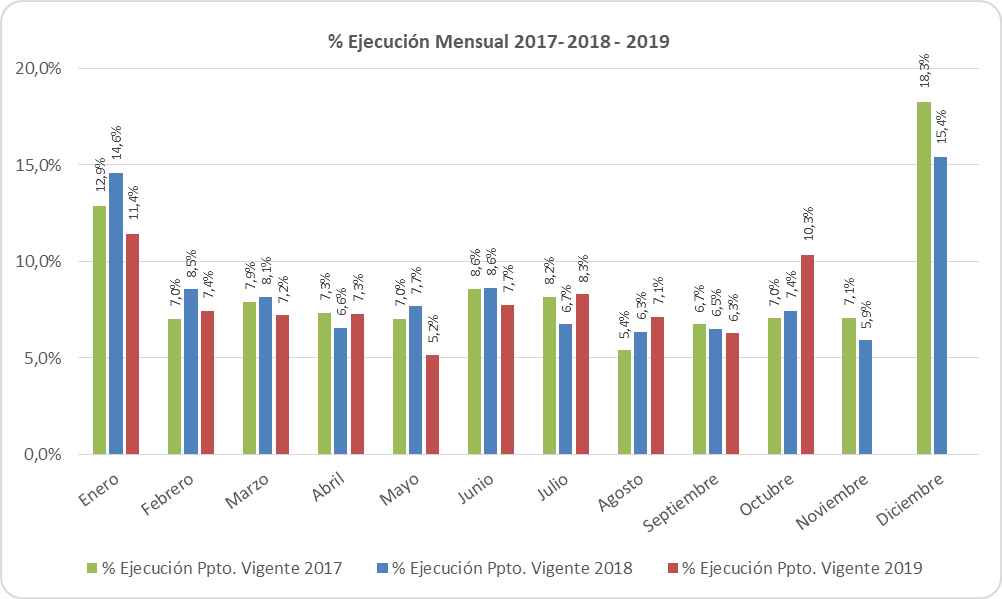 % Ejecución Mensual 2017- 2018 - 2019
20,0%
15,0%
10,0%
5,0%
0,0%
12,9%
14,6%
11,4%
7,0%
8,5%
7,4%
7,9%
8,1%
7,2%
7,3%
6,6%
7,3%
7,0%
7,7%
5,2%
8,6%
8,6%
7,7%
8,2%
6,7%
8,3%
5,4%
6,3%
7,1%
6,7%
6,5%
6,3%
7,0%
7,4%
10,3%
7,1%
5,9%
18,3%
15,4%
Enero
Febrero
Marzo
Abril
Mayo
Junio
Julio
Agosto
Septiembre
Octubre
Noviembre
Diciembre
% Ejecución Ppto. Vigente 2017
% Ejecución Ppto. Vigente 2018
% Ejecución Ppto. Vigente 2019